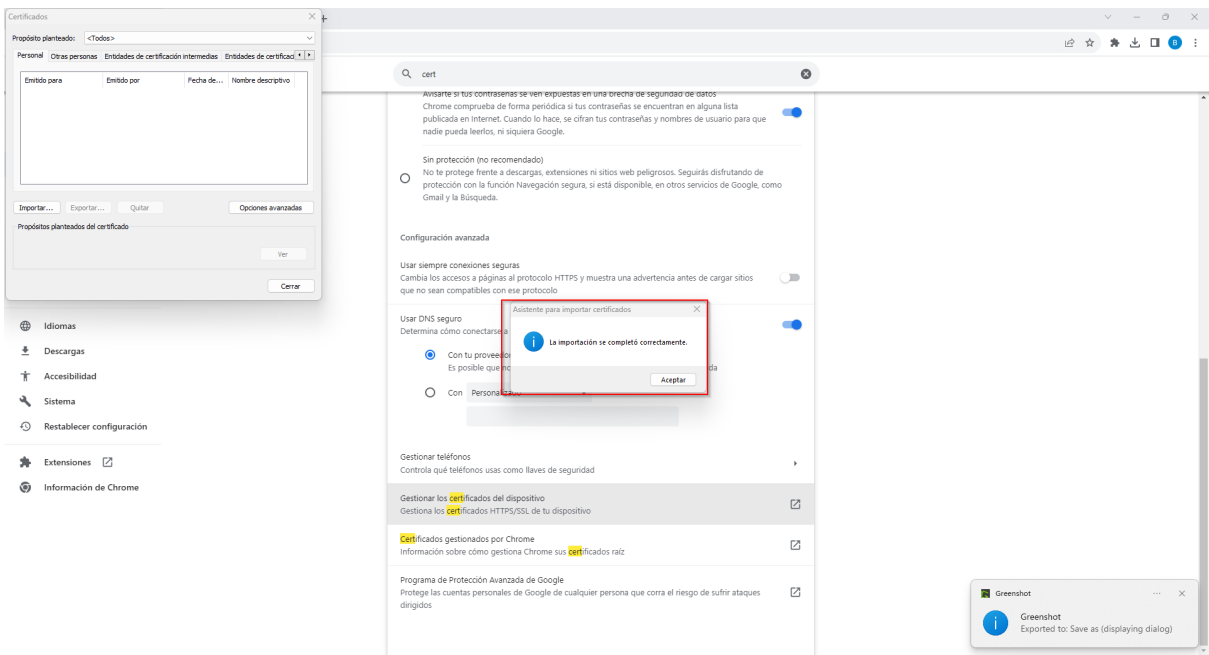 Certificados
Propósito planteado: <Todos>
Personal Otras personas Entidades de certificación intermedias Entidades de certificaci
Emitido para Emitido por Fecha de... Nombre descriptivo
Importar... Exportar... Quitar Opciones avanzadas
Propósitos planteados del certificado
Ver
Cerrar
B
cert
Idiomas
Descargas
Accesibilidad
Sistema
Restablecer configuración
Extensiones
Información de Chrome
Avisarte si tus contraseñas se ven expuestas en una brecha de seguridad de datos
Chrome comprueba de forma periódica si tus contraseñas se encuentran en alguna lista
publicada en Internet. Cuando lo hace, se cifran tus contraseñas y nombres de usuario para que
nadie pueda leerlos, ni siquiera Google.
Sin protección (no recomendado)
No te protege frente a descargas, extensiones ni sitios web peligrosos. Seguirás disfrutando de
protección con la función Navegación segura, si está disponible, en otros servicios de Google, como
Gmail y la Búsqueda.
Configuración avanzada
Usar siempre conexiones seguras
Cambia los accesos a páginas al protocolo HTTPS y muestra una advertencia antes de cargar sitios
que no sean compatibles con ese protocolo
Usar DNS seguro
Determina cómo conectarse a
Con tu proveedor
Es posible que no
da
Con Personalizado
Asistente para importar certificados
La importación se completó correctamente.
Aceptar
Gestionar teléfonos
Controla qué teléfonos usas como llaves de seguridad
Gestionar los certificados del dispositivo
Gestiona los certificados HTTPS/SSL de tu dispositivo
Certificados gestionados por Chrome
Información sobre cómo gestiona Chrome sus certificados raíz
Programa de Protección Avanzada de Google
Protege las cuentas personales de Google de cualquier persona que corra el riesgo de sufrir ataques
dirigidos
Greenshot
Greenshot
Exported to: Save as (displaying dialog)